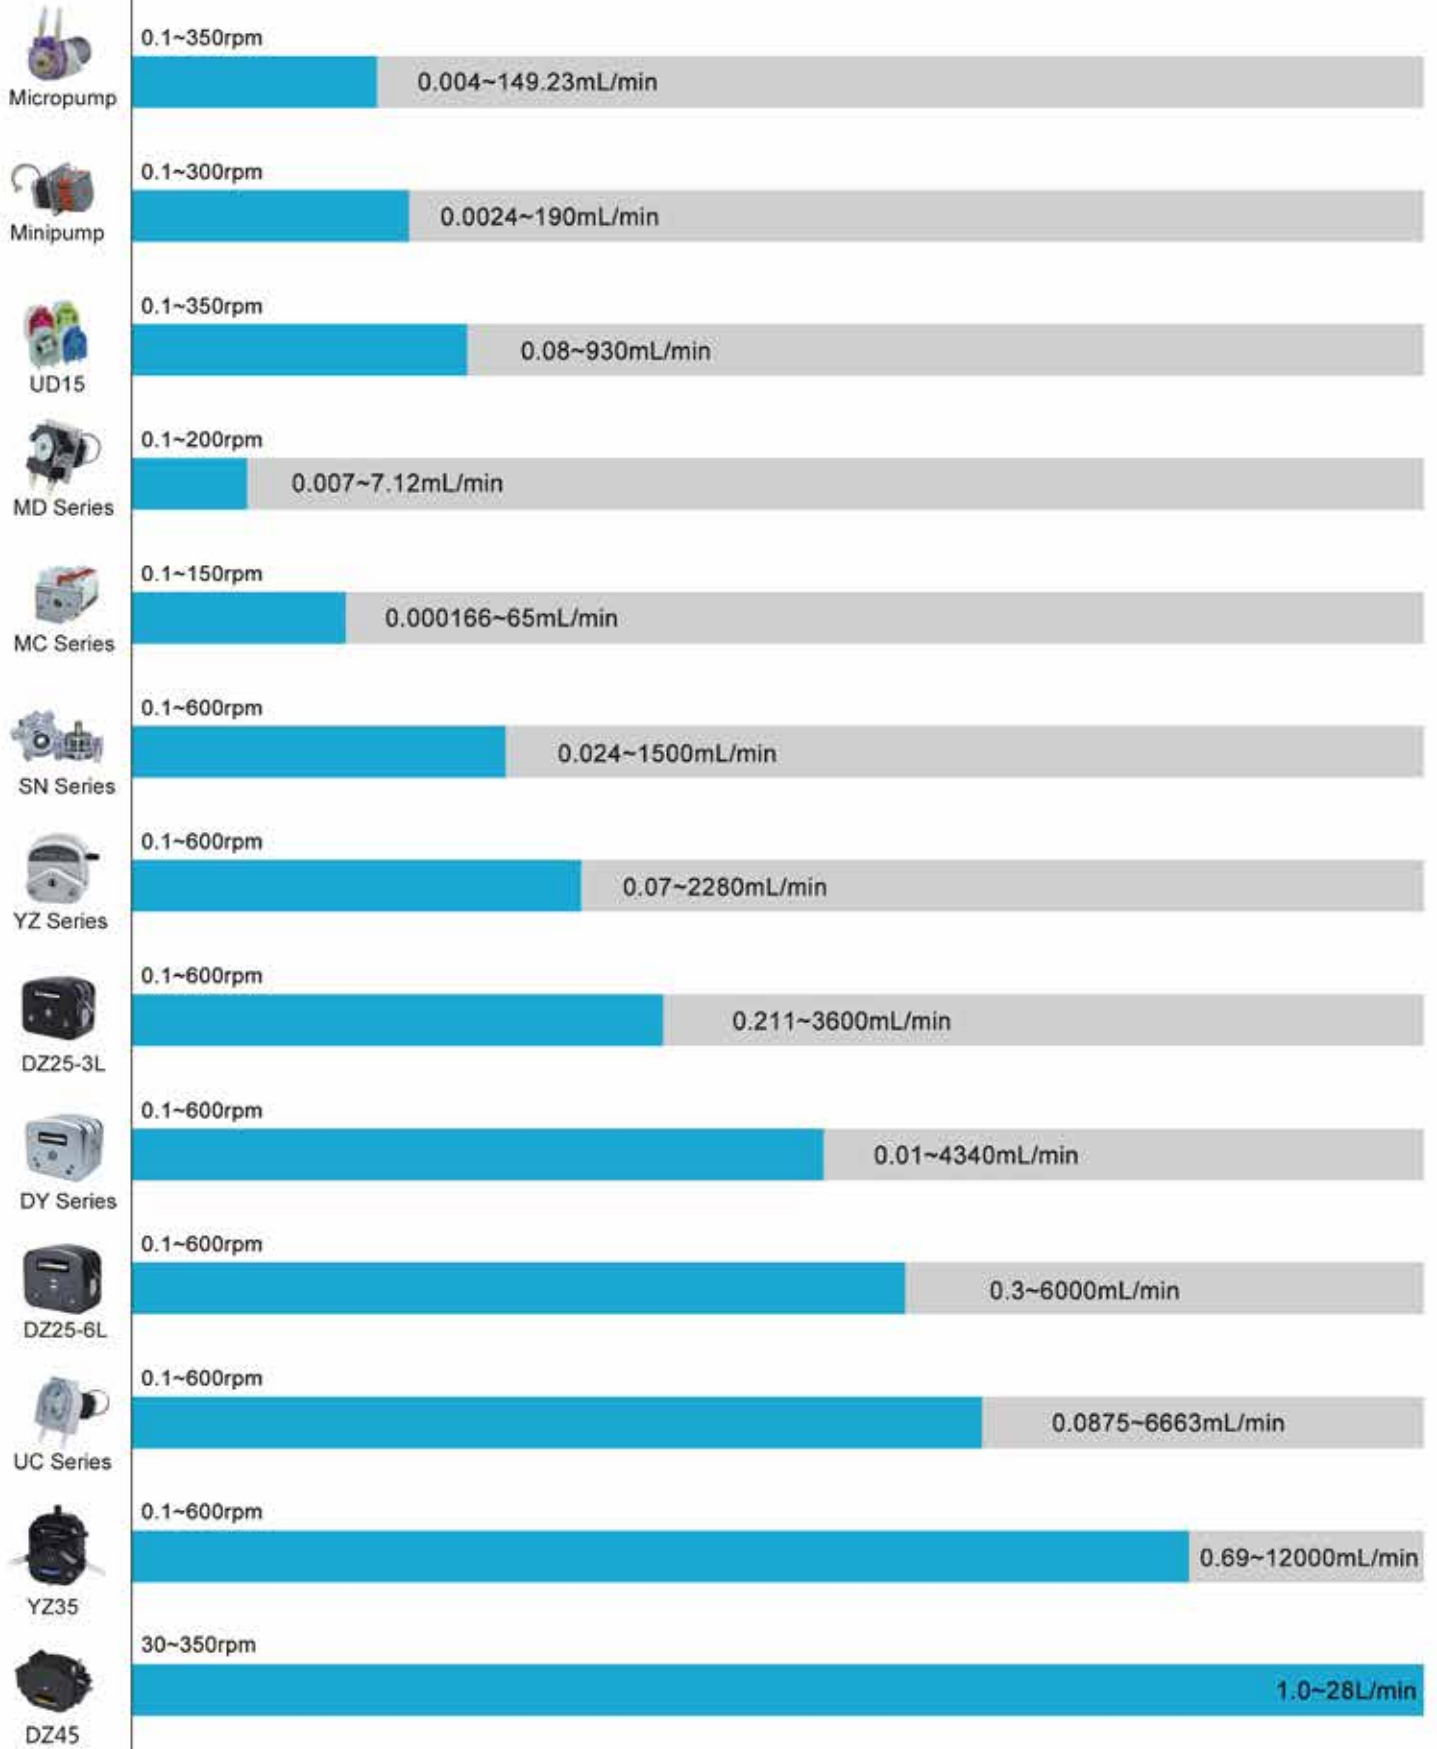 0.1~350rpm
0.004~149.23mL/min
Micropump
0.1~300rpm
0.0024~190mL/min
Minipump
0.1~350rpm
0.08~930mL/min
UD15
0.1~200rpm
0.007~7.12mL/min
MD Series
0.1~150rpm
0.000166~65mL/min
MC Series
0.1~600rpm
0.024~1500mL/min
SN Series
0.1~600rpm
0.07~2280mL/min
YZ Series
0.1~600rpm
0.211~3600mL/min
DZ25-3L
0.1~600rpm
0.01~4340mL/min
DY Series
0.1~600rpm
0.3~6000mL/min
DZ25-6L
0.1~600rpm
0.0875~6663mL/min
UC Series
0.1~600rpm
0.69~12000mL/min
YZ35
30~350rpm
1.0~28L/min
DZ45